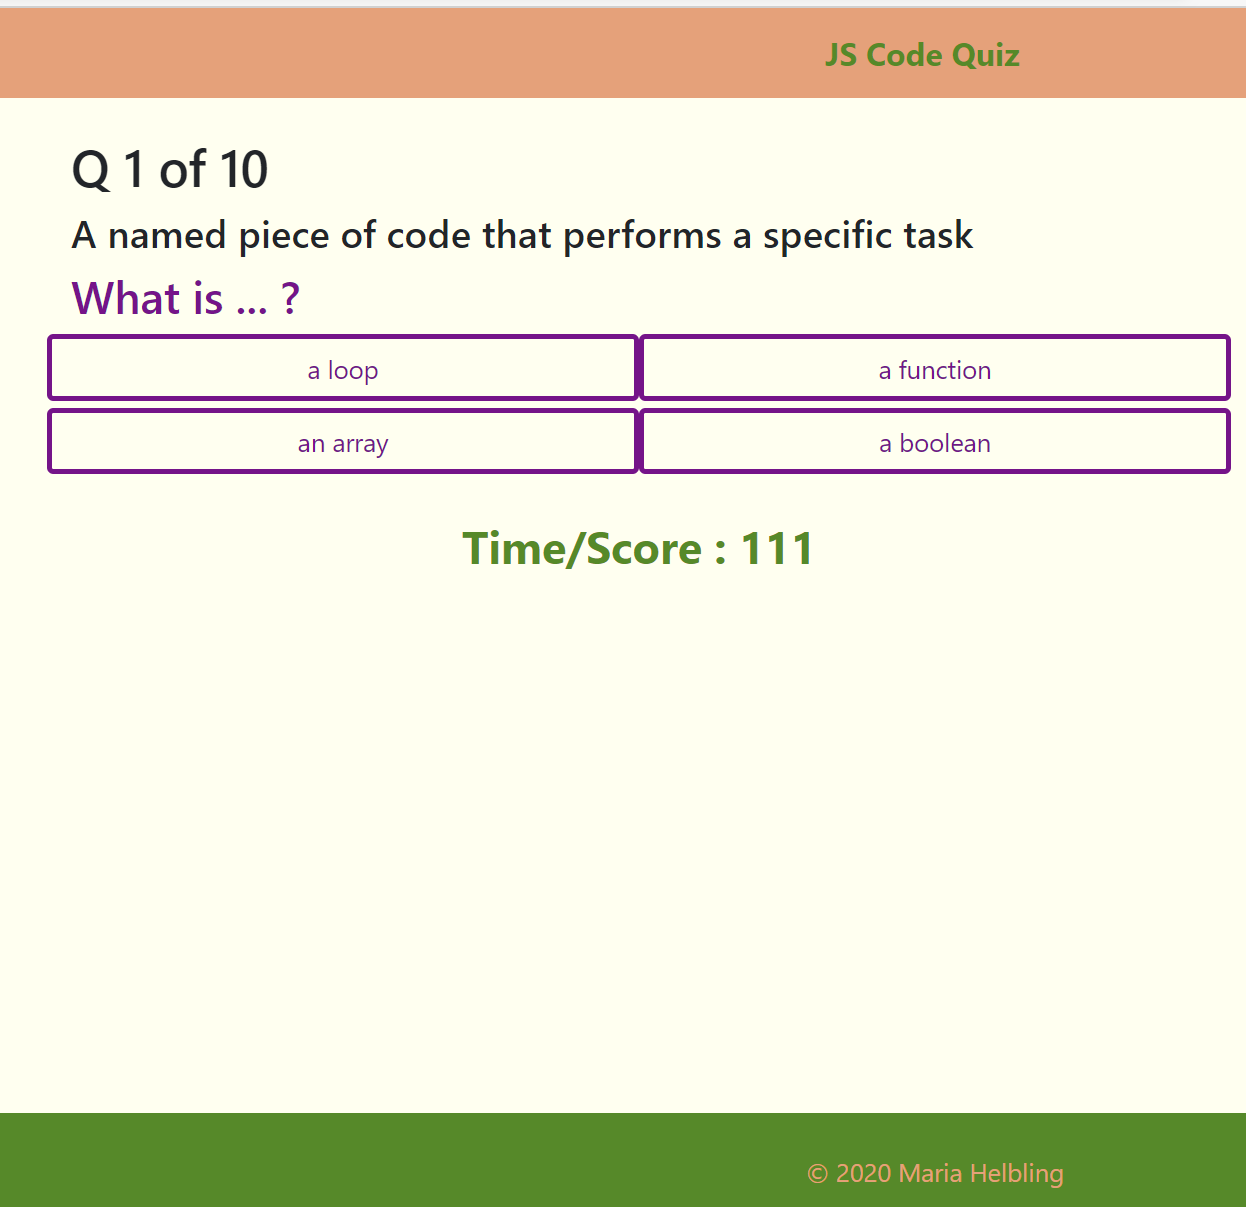 JS Code Quiz
Q 1 of 10
A named piece of code that performs a specific task
What is ... ?
a loop
a function
an array
a boolean
Time/Score : 111
© 2020 Maria Helbling